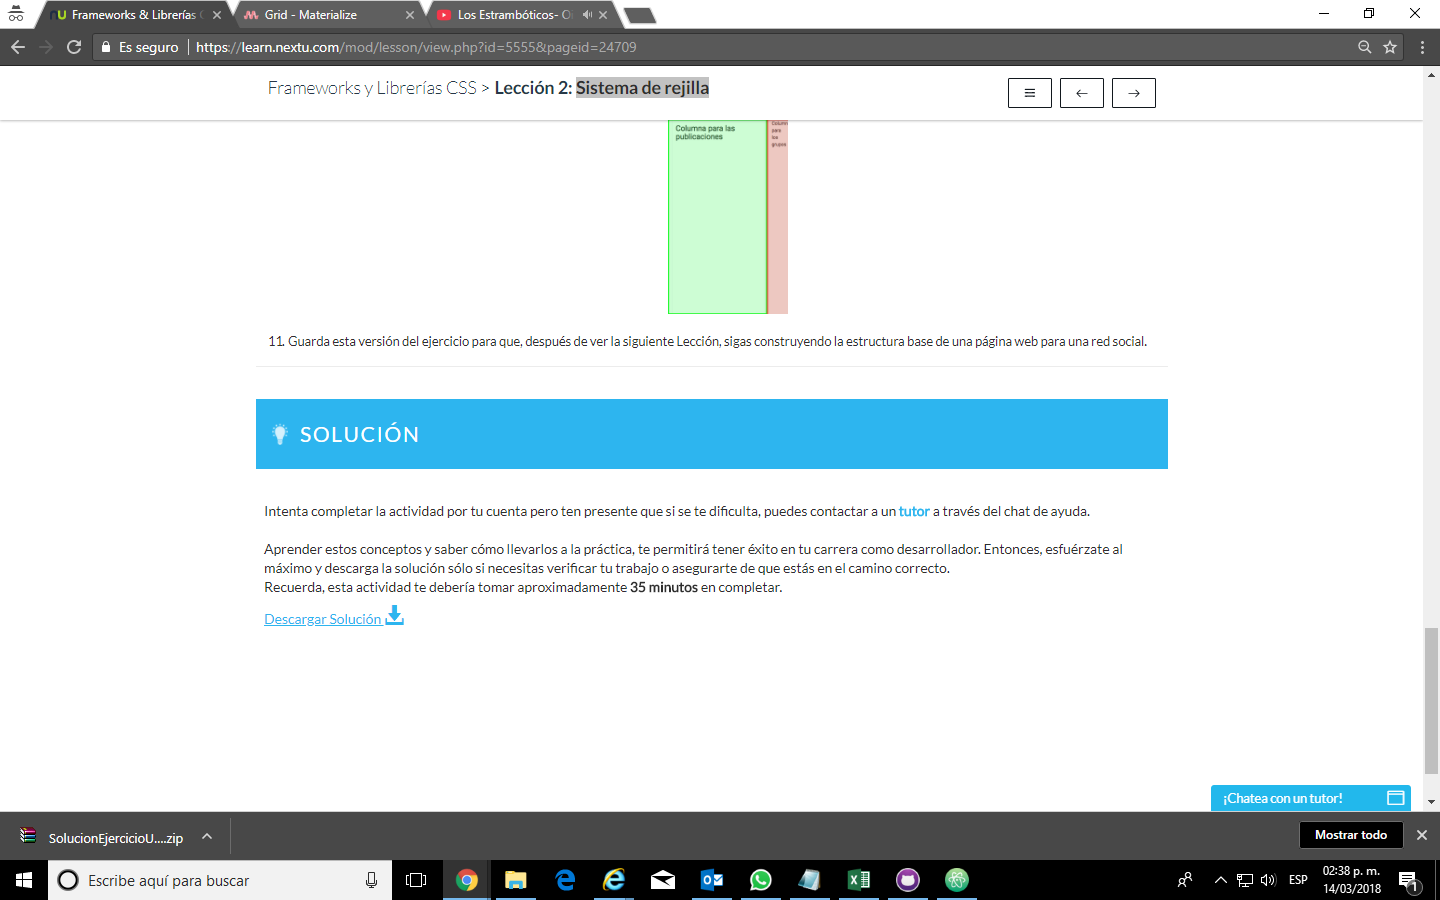 Frameworks & Librerías C
Grid - Materialize
Los Estrambóticos- O
Es seguro
https://learn.nextu.com/mod/lesson/view.php?id=5555&pageid=24709
Frameworks y Librerías CSS > Lección 2: Sistema de rejilla
Columna para las
publicaciones
Column
para
los
grupos
11. Guarda esta versión del ejercicio para que, después de ver la siguiente Lección, sigas construyendo la estructura base de una página web para una red social.
SOLUCIÓN
Intenta completar la actividad por tu cuenta pero ten presente que si se te dificulta, puedes contactar a un tutor a través del chat de ayuda.
Aprender estos conceptos y saber cómo llevarlos a la práctica, te permitirá tener éxito en tu carrera como desarrollador. Entonces, esfuérzate al
máximo y descarga la solución sólo si necesitas verificar tu trabajo o asegurarte de que estás en el camino correcto.
Recuerda, esta actividad te debería tomar aproximadamente 35 minutos en completar.
Descargar Solución
¡Chatea con un tutor!
SolucionEjercicioU....zip
Mostrar todo
Escribe aquí para buscar
ESP
02:38 p. m.
14/03/2018
1